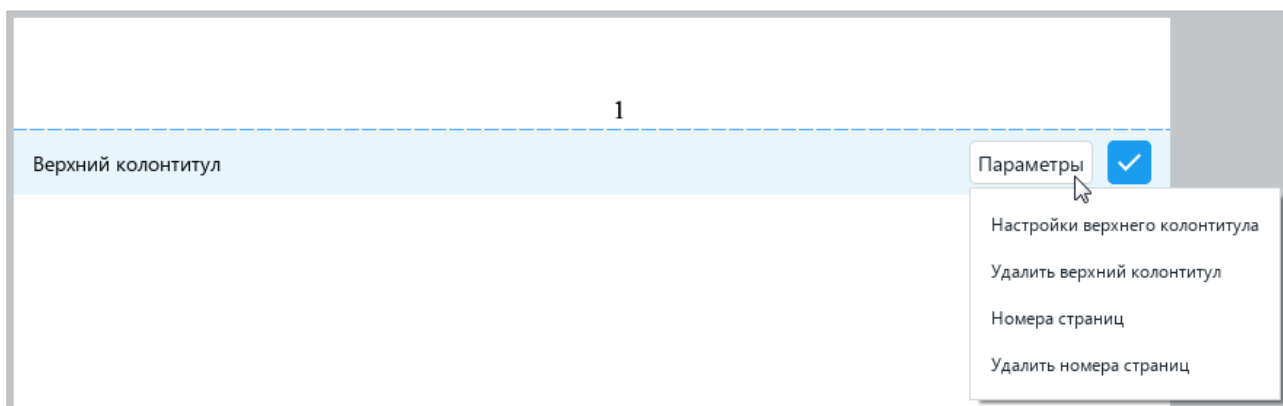 1
Верхний колонтитул
Параметры
Настройки верхнего колонтитула
Удалить верхний колонтитул
Номера страниц
Удалить номера страниц